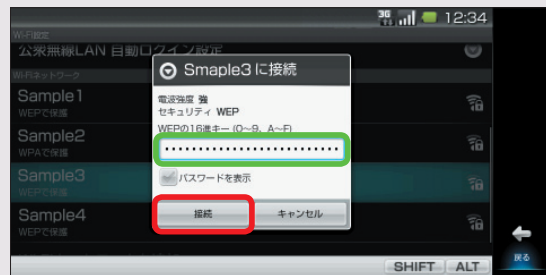 3G 12:34
Wi-Fi設定
公衆無線LAN 自動ログイン設定
Wi-Fiネットワーク
Sample1
WEPで保護
Sample2
WPAで保護
Sample3
WEPで保護
Sample4
WEPで保護
Smaple3 に接続
電波強度 強
セキュリティ WEP
WEPの16進キー (0～9、A～F)
パスワードを表示
接続 キャンセル
戻る
SHIFT ALT